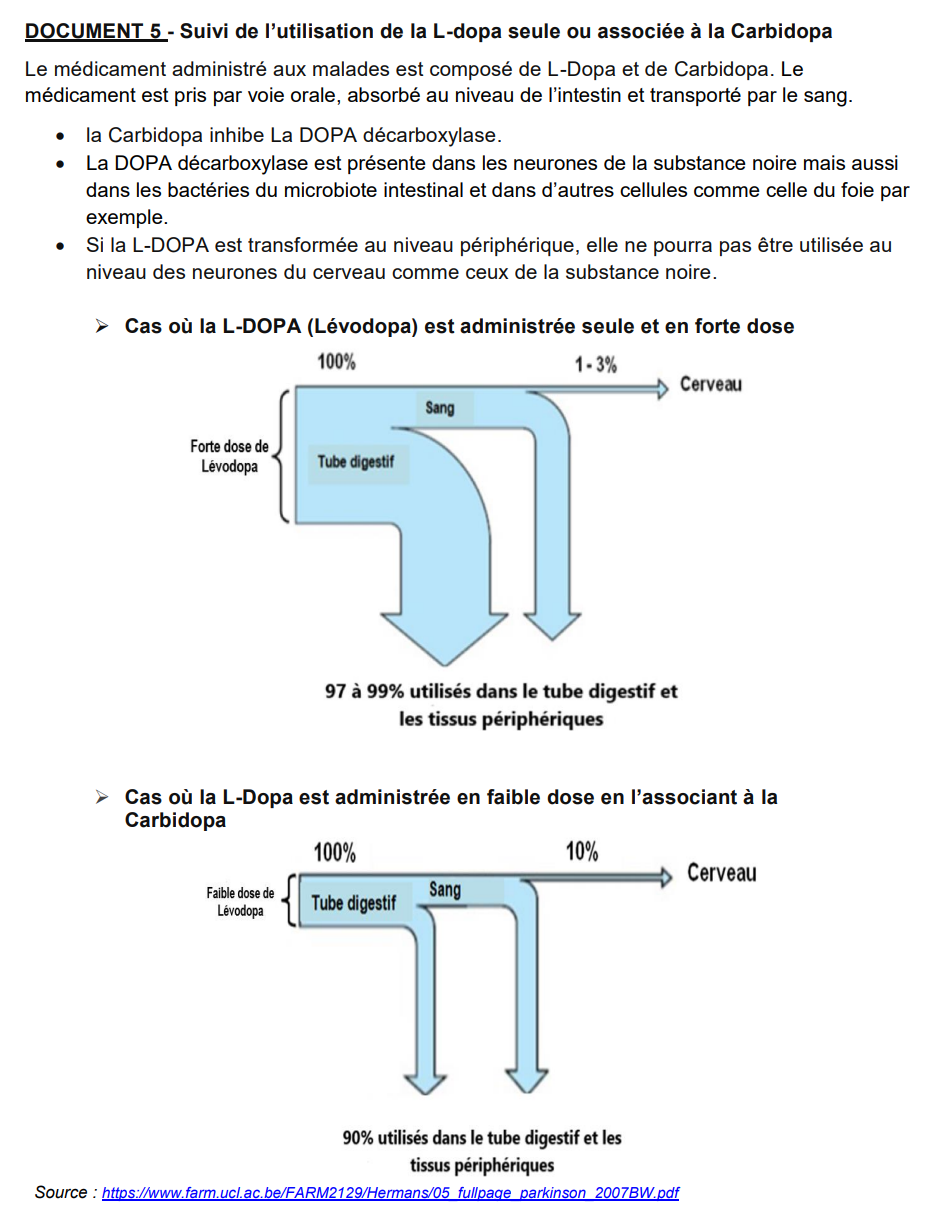 DOCUMENT 5 - Suivi de l’utilisation de la L-dopa seule ou associée à la Carbidopa
Le médicament administré aux malades est composé de L-Dopa et de Carbidopa. Le
médicament est pris par voie orale, absorbé au niveau de l’intestin et transporté par le sang.
• la Carbidopa inhibe La DOPA décarboxylase.
• La DOPA décarboxylase est présente dans les neurones de la substance noire mais aussi
dans les bactéries du microbiote intestinal et dans d’autres cellules comme celle du foie par
exemple.
• Si la L-DOPA est transformée au niveau périphérique, elle ne pourra pas être utilisée au
niveau des neurones du cerveau comme ceux de la substance noire.
➢ Cas où la L-DOPA (Lévodopa) est administrée seule et en forte dose
100%
1 - 3%
Cerveau
Sang
Forte dose de
Lévodopa
Tube digestif
97 à 99% utilisés dans le tube digestif et
les tissus périphériques
➢ Cas où la L-Dopa est administrée en faible dose en l’associant à la
Carbidopa
100%
10%
Cerveau
Faible dose de
Lévodopa
Tube digestif
Sang
90% utilisés dans le tube digestif et les
tissus périphériques
Source : https://www.farm.ucl.ac.be/FARM2129/Hermans/05_fullpage_parkinson_2007BW.pdf